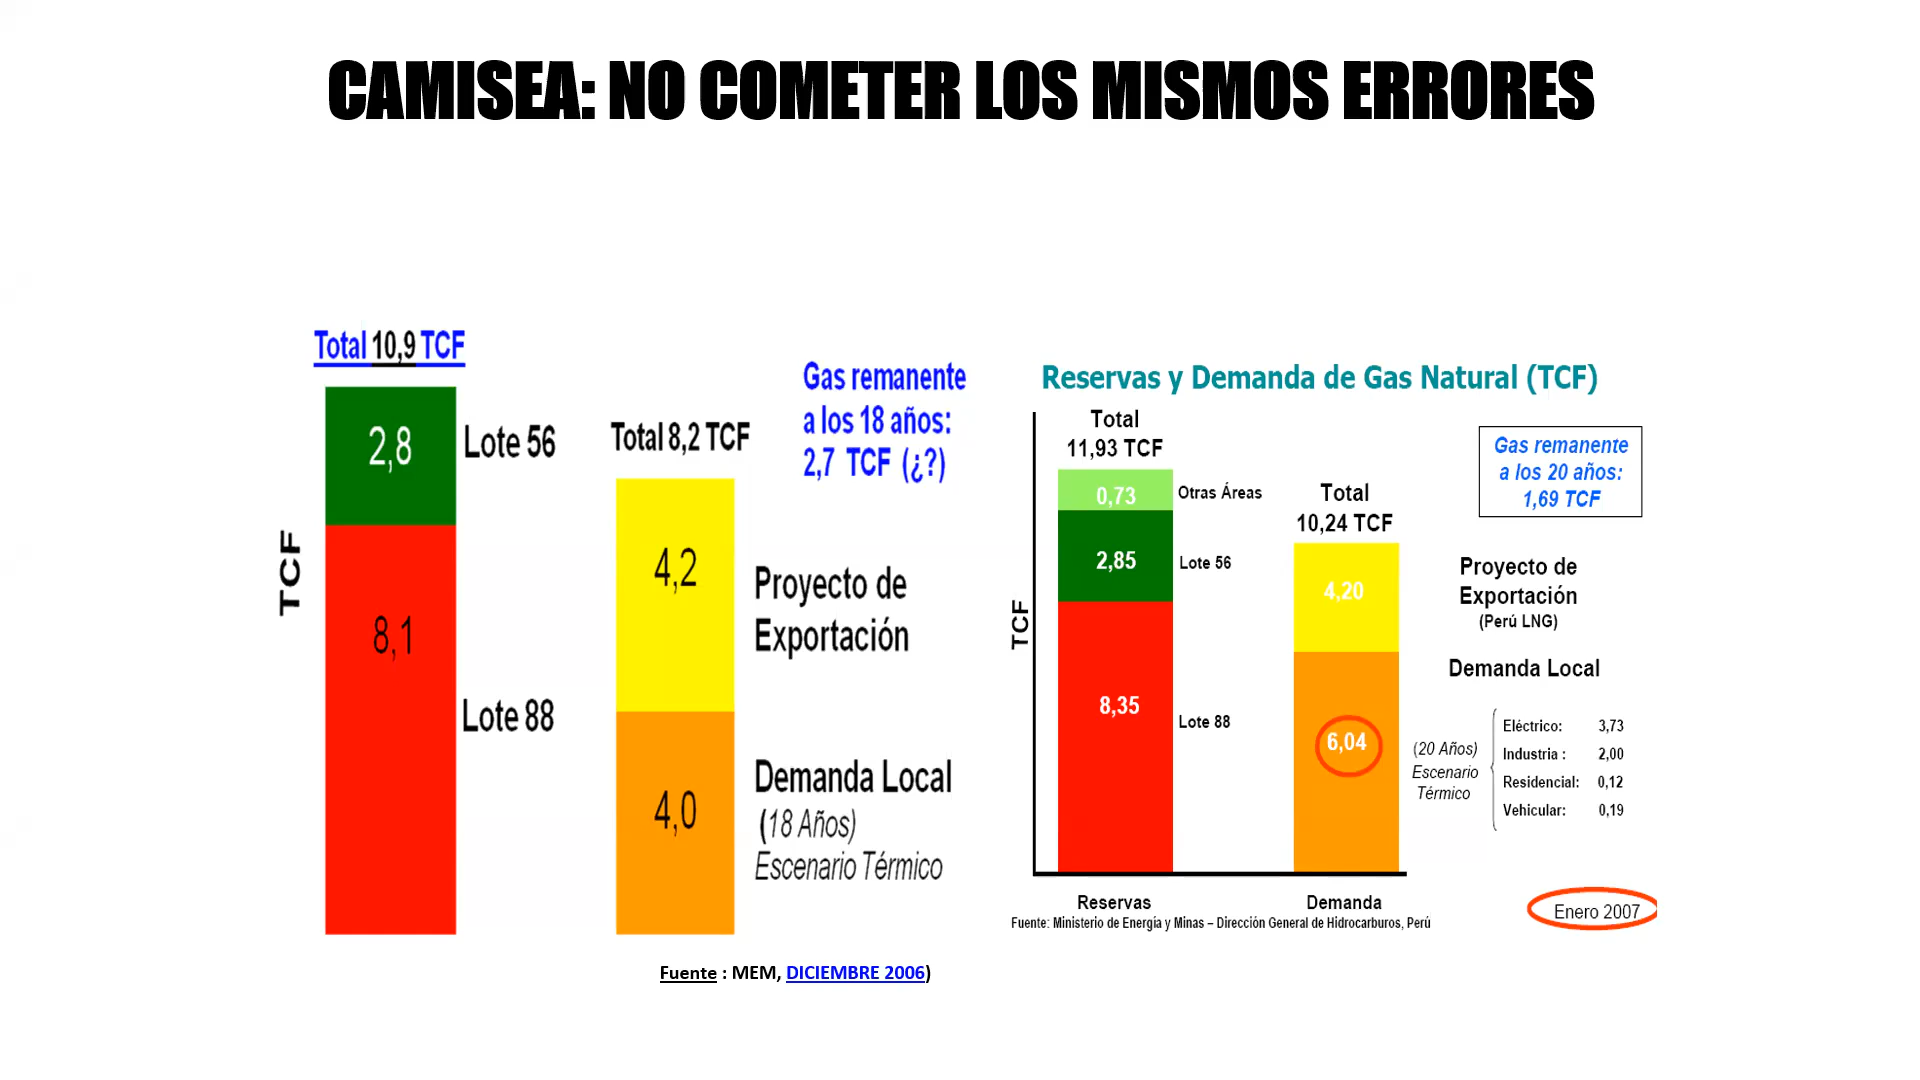 CAMISEA: NO COMETER LOS MISMOS ERRORES
Total 10,9 TCF
2,8
Lote 56
8,1
Lote 88
TCF
Total 8,2 TCF
4,2
Proyecto de
Exportación
4,0
Demanda Local
(18 Años)
Escenario Térmico
Gas remanente
a los 18 años:
2,7 TCF (¿?)
Fuente : MEM, DICIEMBRE 2006)
Reservas y Demanda de Gas Natural (TCF)
Total
11,93 TCF
0,73
Otras Áreas
2,85
Lote 56
8,35
Lote 88
TCF
Total
10,24 TCF
4,20
6,04
Gas remanente
a los 20 años:
1,69 TCF
Proyecto de
Exportación
(Perú LNG)
Demanda Local
(20 Años)
Escenario
Térmico
Eléctrico: 3,73
Industria : 2,00
Residencial: 0,12
Vehicular: 0,19
Reservas
Demanda
Fuente: Ministerio de Energía y Minas – Dirección General de Hidrocarburos, Perú
Enero 2007